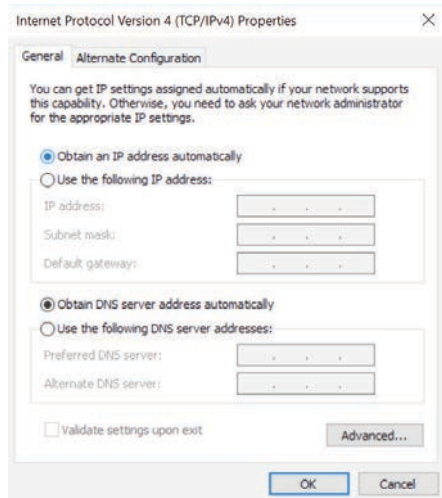 Internet Protocol Version 4 (TCP/IPv4) Properties
General
Alternate Configuration
You can get IP settings assigned automatically if your network supports
this capability. Otherwise, you need to ask your network administrator
for the appropriate IP settings.
Obtain an IP address automatically
Use the following IP address:
IP address:
Subnet mask:
Default gateway:
Obtain DNS server address automatically
Use the following DNS server addresses:
Preferred DNS server:
Alternate DNS server:
Validate settings upon exit
Advanced...
OK
Cancel